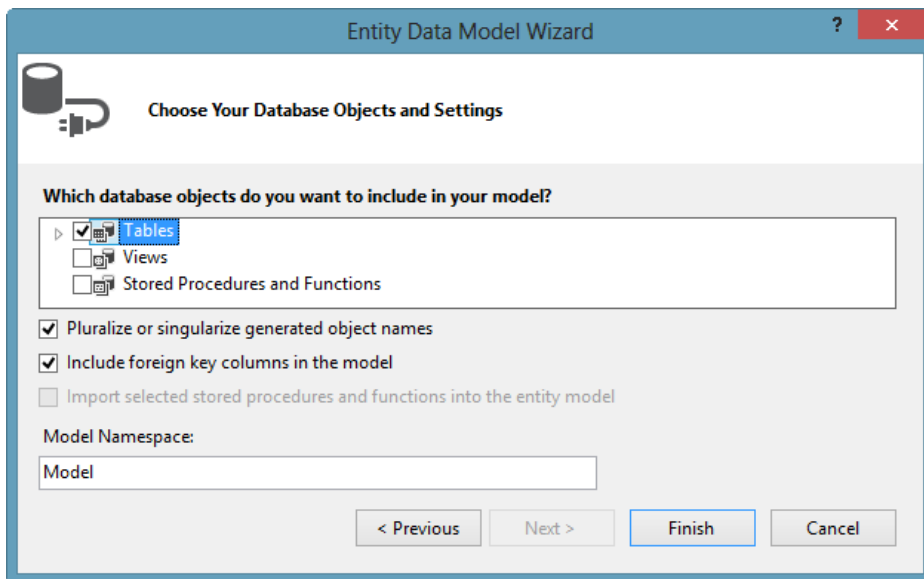 Entity Data Model Wizard
?
Choose Your Database Objects and Settings
Which database objects do you want to include in your model?
Tables
Views
Stored Procedures and Functions
Pluralize or singularize generated object names
Include foreign key columns in the model
Import selected stored procedures and functions into the entity model
Model Namespace:
Model
< Previous Next > Finish Cancel